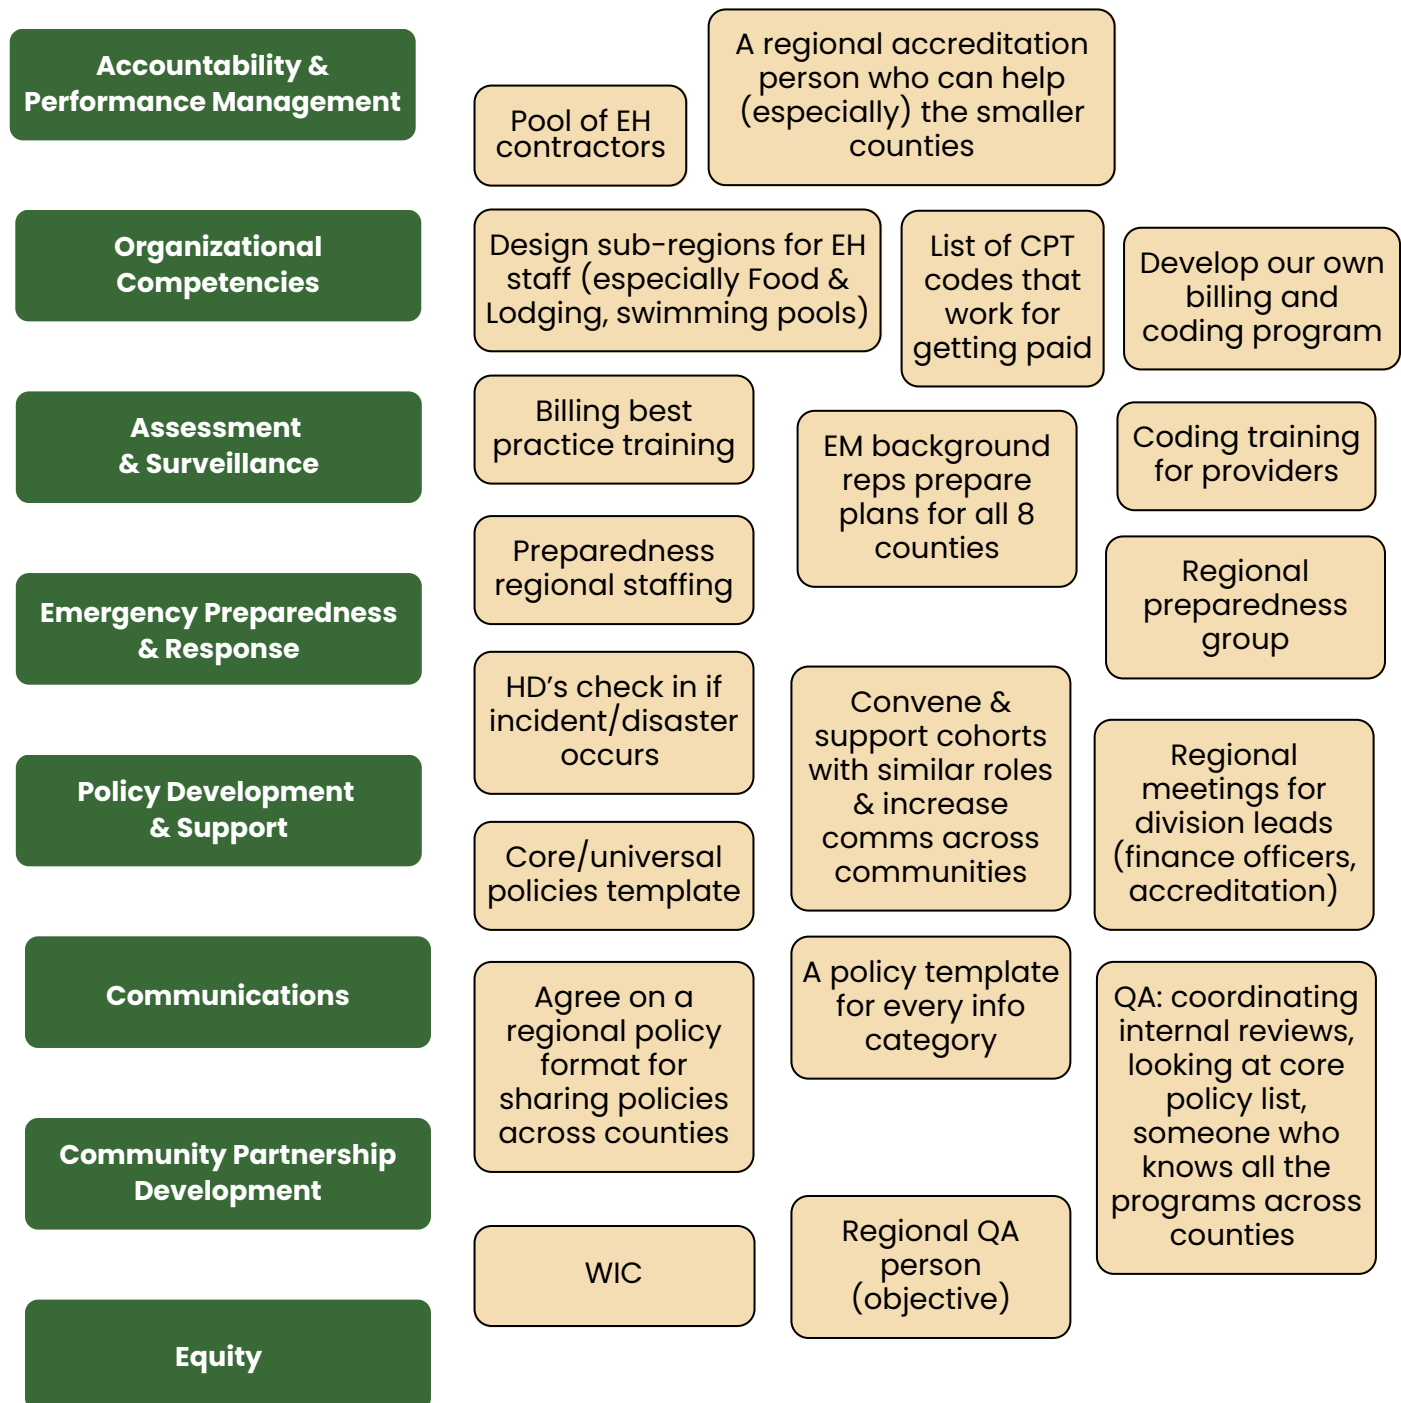 Accountability &
Performance Management
Pool of EH
contractors
A regional accreditation
person who can help
(especially) the smaller
counties
Organizational
Competencies
Design sub-regions for EH
staff (especially Food &
Lodging, swimming pools)
List of CPT
codes that
work for
getting paid
Develop our own
billing and
coding program
Assessment
& Surveillance
Billing best
practice training
EM background
reps prepare
plans for all 8
counties
Coding training
for providers
Preparedness
regional staffing
Regional
preparedness
group
Emergency Preparedness
& Response
HD’s check in if
incident/disaster
occurs
Convene &
support cohorts
with similar roles
& increase
comms across
communities
Regional
meetings for
division leads
(finance officers,
accreditation)
Policy Development
& Support
Core/universal
policies template
Communications
Agree on a
regional policy
format for
sharing policies
across counties
A policy template
for every info
category
QA: coordinating
internal reviews,
looking at core
policy list,
someone who
knows all the
programs across
counties
Community Partnership
Development
WIC
Regional QA
person
(objective)
Equity